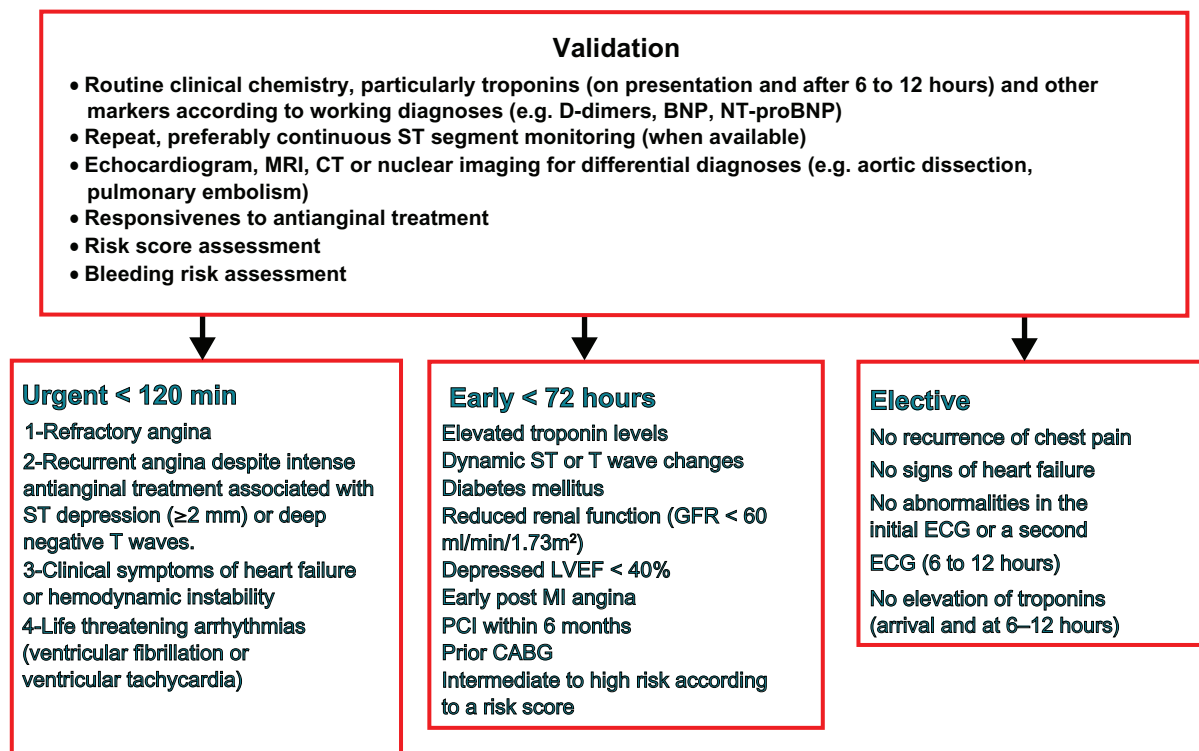 Validation
• Routine clinical chemistry, particularly troponins (on presentation and after 6 to 12 hours) and other
markers according to working diagnoses (e.g. D-dimers, BNP, NT-proBNP)
• Repeat, preferably continuous ST segment monitoring (when available)
• Echocardiogram, MRI, CT or nuclear imaging for differential diagnoses (e.g. aortic dissection,
pulmonary embolism)
• Responsivenes to antianginal treatment
• Risk score assessment
• Bleeding risk assessment
Urgent < 120 min
1-Refractory angina
2-Recurrent angina despite intense
antianginal treatment associated with
ST depression (≥2 mm) or deep
negative T waves.
3-Clinical symptoms of heart failure
or hemodynamic instability
4-Life threatening arrhythmias
(ventricular fibrillation or
ventricular tachycardia)
Early < 72 hours
Elevated troponin levels
Dynamic ST or T wave changes
Diabetes mellitus
Reduced renal function (GFR < 60
ml/min/1.73m²)
Depressed LVEF < 40%
Early post MI angina
PCI within 6 months
Prior CABG
Intermediate to high risk according
to a risk score
Elective
No recurrence of chest pain
No signs of heart failure
No abnormalities in the
initial ECG or a second
ECG (6 to 12 hours)
No elevation of troponins
(arrival and at 6–12 hours)